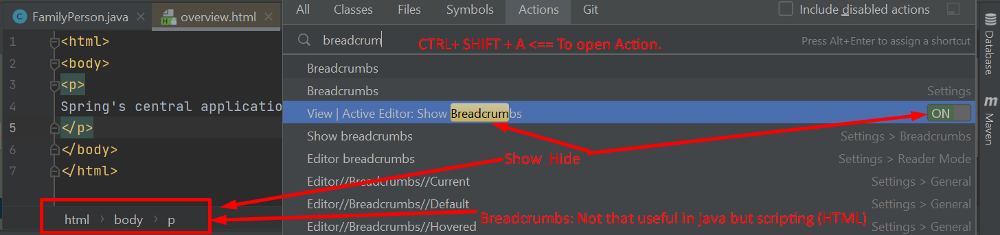 FamilyPerson.java
overview.html
1 <html>
2 <body>
3 <p>
4 Spring's central application
5 </p>
6 </body>
7 </html>
html › body › p
All Classes Files Symbols Actions Git Include disabled actions
breadcrum
CTRL+ SHIFT + A <== To open Action.
Press Alt+Enter to assign a shortcut
Breadcrumbs
Breadcrumbs Settings
View | Active Editor: Show Breadcrumbs ON
Show breadcrumbs Settings > Breadcrumbs
Editor breadcrumbs Settings > Reader Mode
Show_Hide
Editor//Breadcrumbs//Current Settings > General
Editor//Breadcrumbs//Default Settings > General
Breadcrumbs: Not that useful in java but scripting (HTML)
Editor//Breadcrumbs//Hovered Settings > General
Database
m Maven